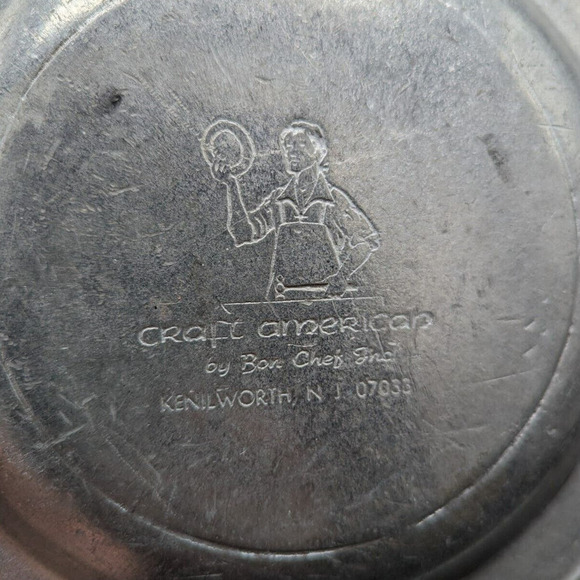 craft american
by Bon Chef, Inc
KENILWORTH, N J 07033